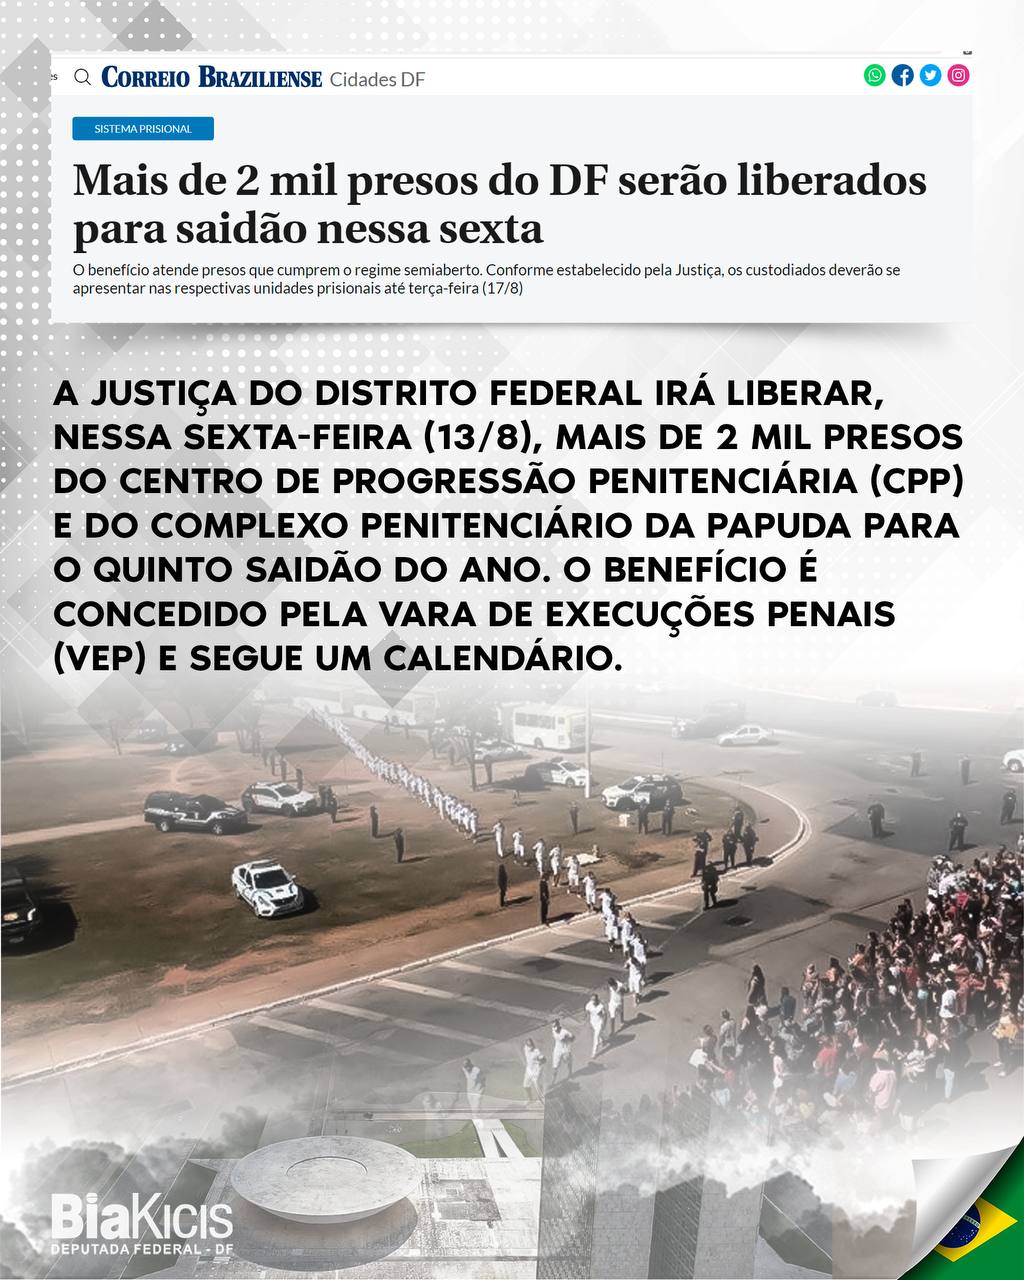 es
CORREIO BRAZILIENSE Cidades DF
SISTEMA PRISIONAL
Mais de 2 mil presos do DF serão liberados
para saidão nessa sexta
O benefício atende presos que cumprem o regime semiaberto. Conforme estabelecido pela Justiça, os custodiados deverão se
apresentar nas respectivas unidades prisionais até terça-feira (17/8)
A JUSTIÇA DO DISTRITO FEDERAL IRÁ LIBERAR,
NESSA SEXTA-FEIRA (13/8), MAIS DE 2 MIL PRESOS
DO CENTRO DE PROGRESSÃO PENITENCIÁRIA (CPP)
E DO COMPLEXO PENITENCIÁRIO DA PAPUDA PARA
O QUINTO SAIDÃO DO ANO. O BENEFÍCIO É
CONCEDIDO PELA VARA DE EXECUÇÕES PENAIS
(VEP) E SEGUE UM CALENDÁRIO.
BiaKicis
DEPUTADA FEDERAL - DF